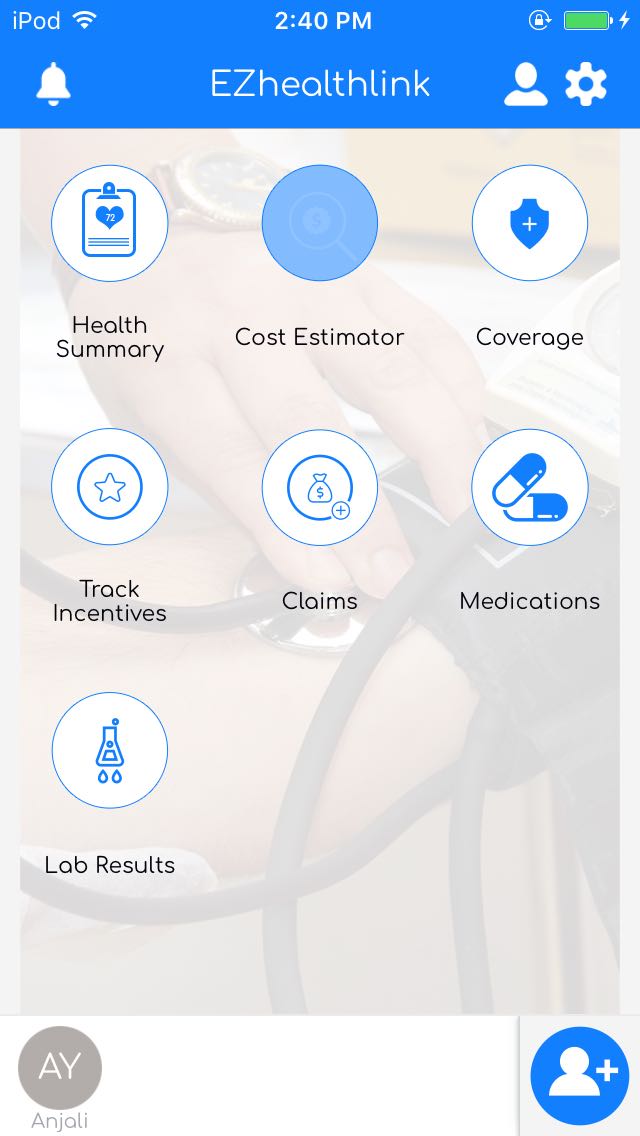 iPod 2:40 PM
EZhealthlink
72
$
Health
Summary
Cost Estimator
Coverage
$
Track
Incentives
Claims
Medications
Lab Results
AY
Anjali